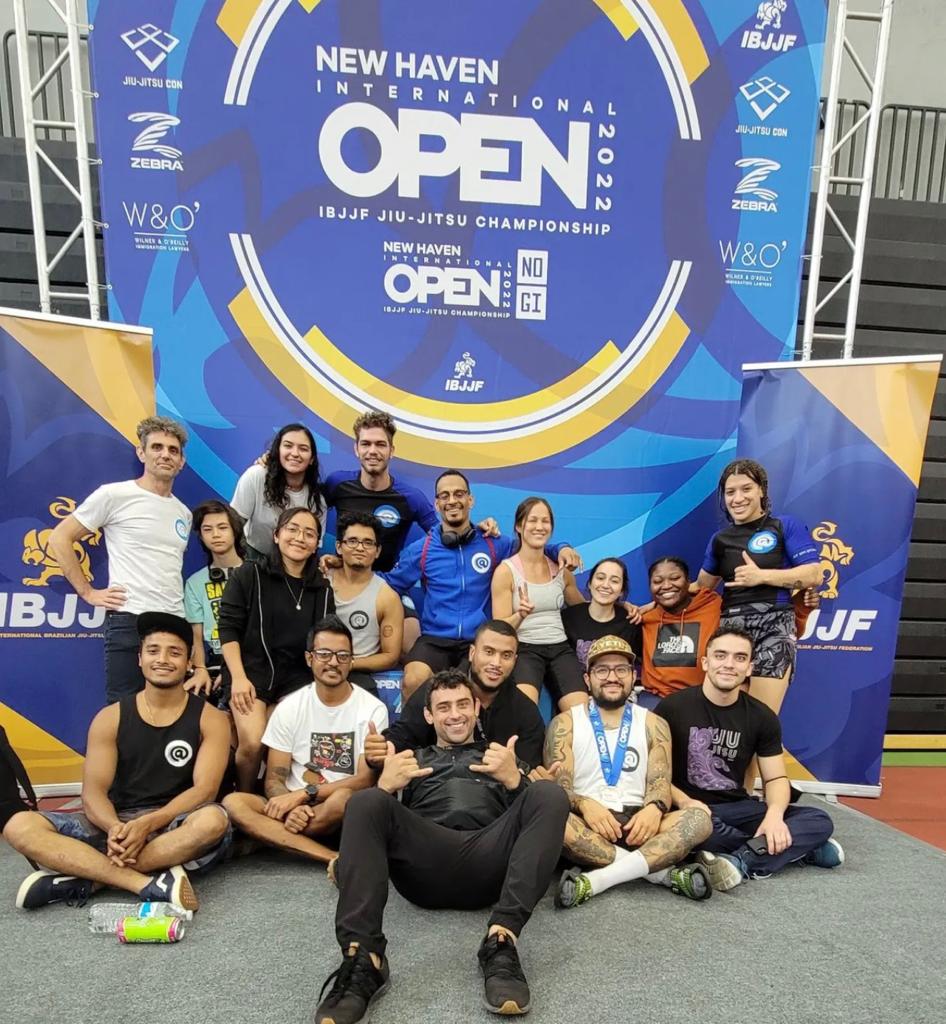 JIU-JITSU CON
ZEBRA
W&O'
WILNER & O'REILLY
IMMIGRATION LAWYERS
NEW HAVEN
INTERNATIONAL
OPEN
2022
IBJJF JIU-JITSU CHAMPIONSHIP
NEW HAVEN
INTERNATIONAL
OPEN
2022
IBJJF JIU-JITSU CHAMPIONSHIP
NO
GI
IBJJF
IBJJF
JIU-JITSU CON
ZEBRA
W&O'
WILNER & O'REILLY
IMMIGRATION LAWYERS
IBJJF
INTERNATIONAL BRAZILIAN JIU-JITSU
JJF
BRAZILIAN JIU-JITSU FEDERATION
@
@
@
@
@
@
@
OPEN
THE
NORTH
FACE
JIU
JITSU
OPEN